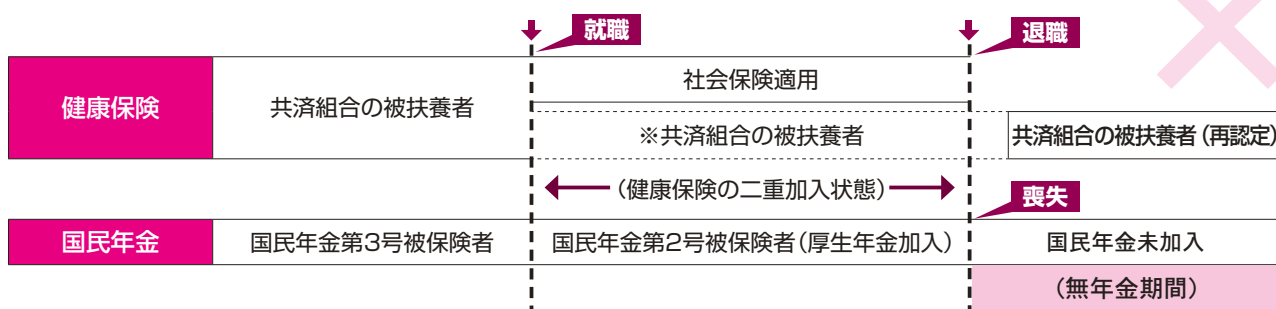 就職
退職
健康保険
共済組合の被扶養者
社会保険適用
※共済組合の被扶養者
共済組合の被扶養者(再認定)
(健康保険の二重加入状態)
喪失
国民年金
国民年金第3号被保険者
国民年金第2号被保険者(厚生年金加入)
国民年金未加入
(無年金期間)